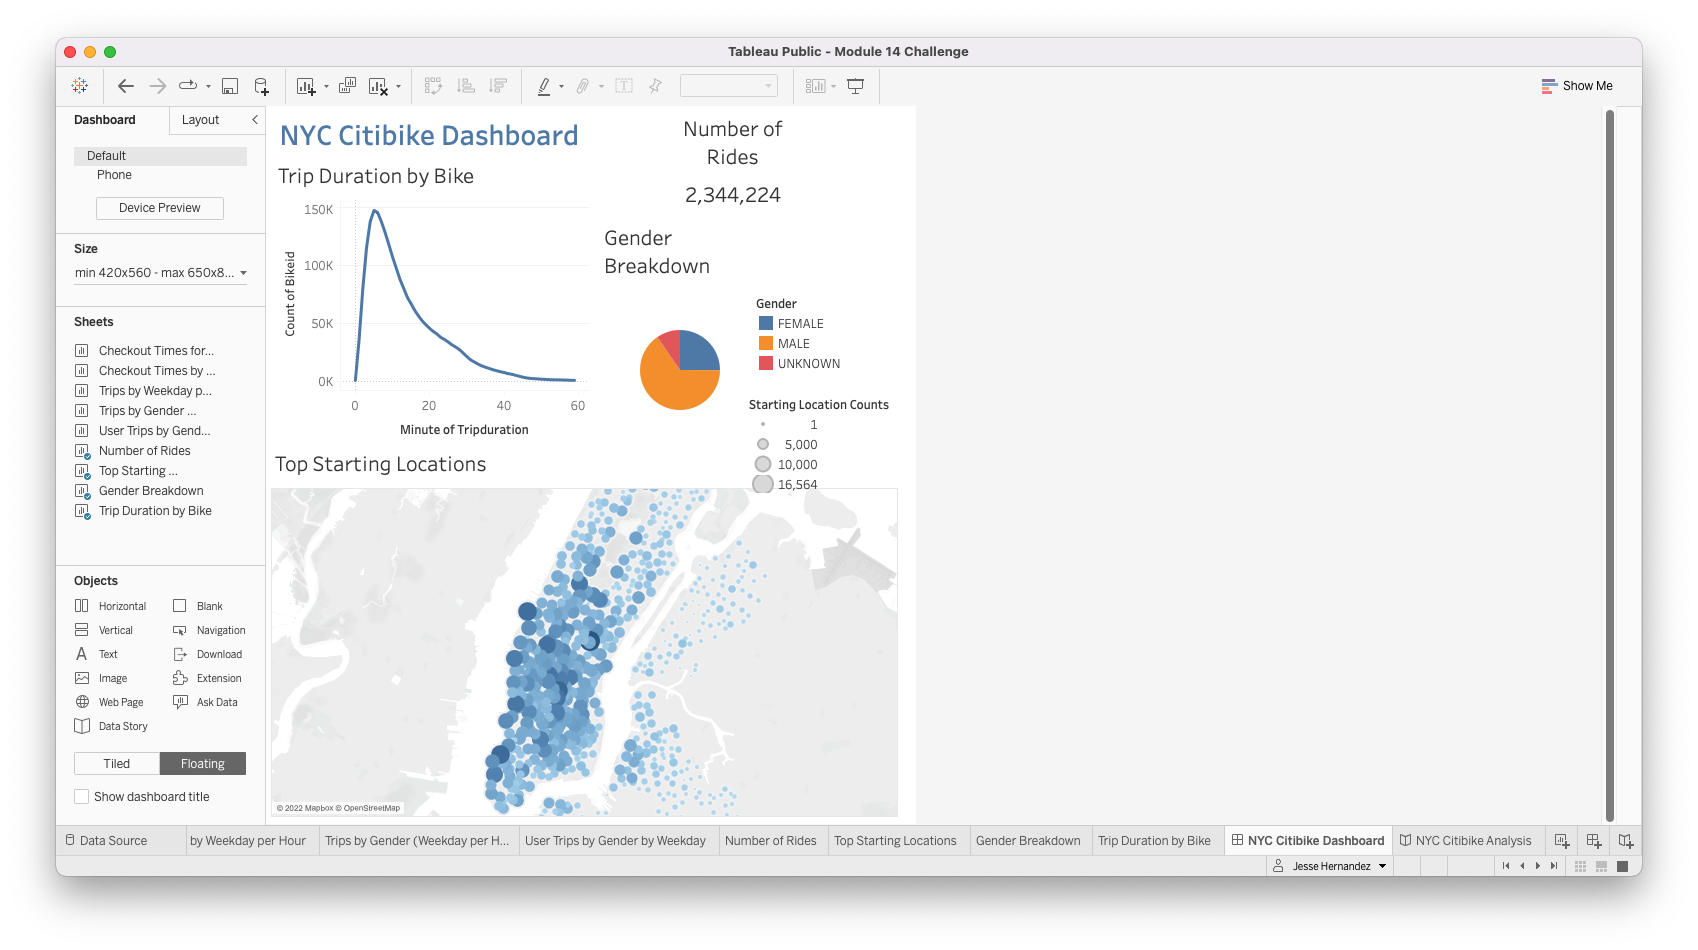 Tableau Public - Module 14 Challenge
Show Me
Dashboard
Layout
Default
Phone
Device Preview
Size
min 420x560 - max 650x8...
Sheets
Checkout Times for...
Checkout Times by ...
Trips by Weekday p...
Trips by Gender ...
User Trips by Gend...
Number of Rides
Top Starting ...
Gender Breakdown
Trip Duration by Bike
Objects
Horizontal
Blank
Vertical
Navigation
Text
Download
Image
Extension
Web Page
Ask Data
Data Story
Tiled
Floating
Show dashboard title
NYC Citibike Dashboard
Trip Duration by Bike
150K
100K
50K
0K
Count of Bikeid
0
20
40
60
Minute of Tripduration
Number of
Rides
2,344,224
Gender
Breakdown
Gender
FEMALE
MALE
UNKNOWN
Starting Location Counts
1
5,000
10,000
16,564
Top Starting Locations
© 2022 Mapbox © OpenStreetMap
Data Source
by Weekday per Hour
Trips by Gender (Weekday per H...
User Trips by Gender by Weekday
Number of Rides
Top Starting Locations
Gender Breakdown
Trip Duration by Bike
NYC Citibike Dashboard
NYC Citibike Analysis
Jesse Hernandez